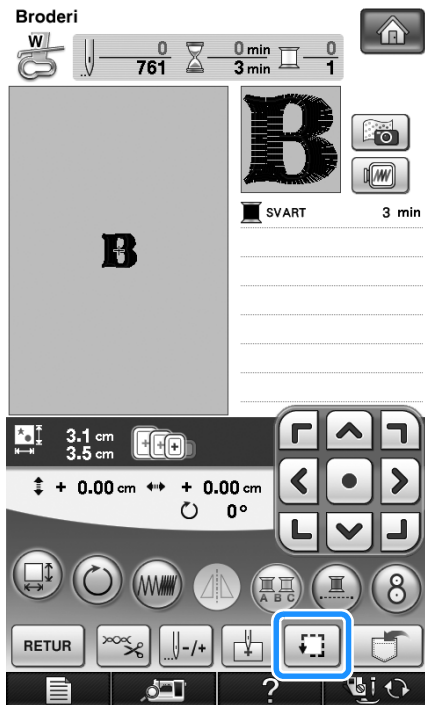 Broderi
W
0 0 min 0
761 3 min 1
B
SVART 3 min
B
3.1 cm
3.5 cm
+ 0.00 cm + 0.00 cm
0°
A B C
8
RETUR -/+
?